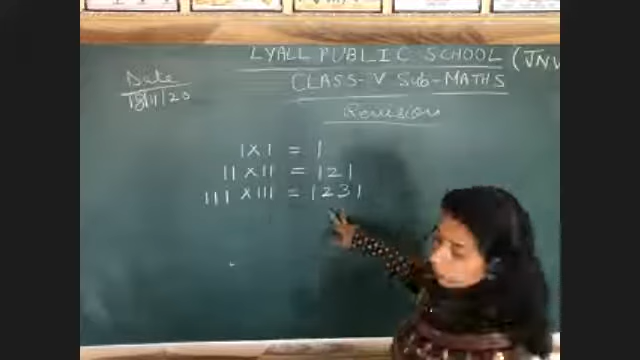 LYALL PUBLIC SCHOOL (JNV
Date
18/11/20
CLASS-V Sub-MATHS
Revision
1 x 1 = 1
11 x 11 = 121
111 x 111 = 1231